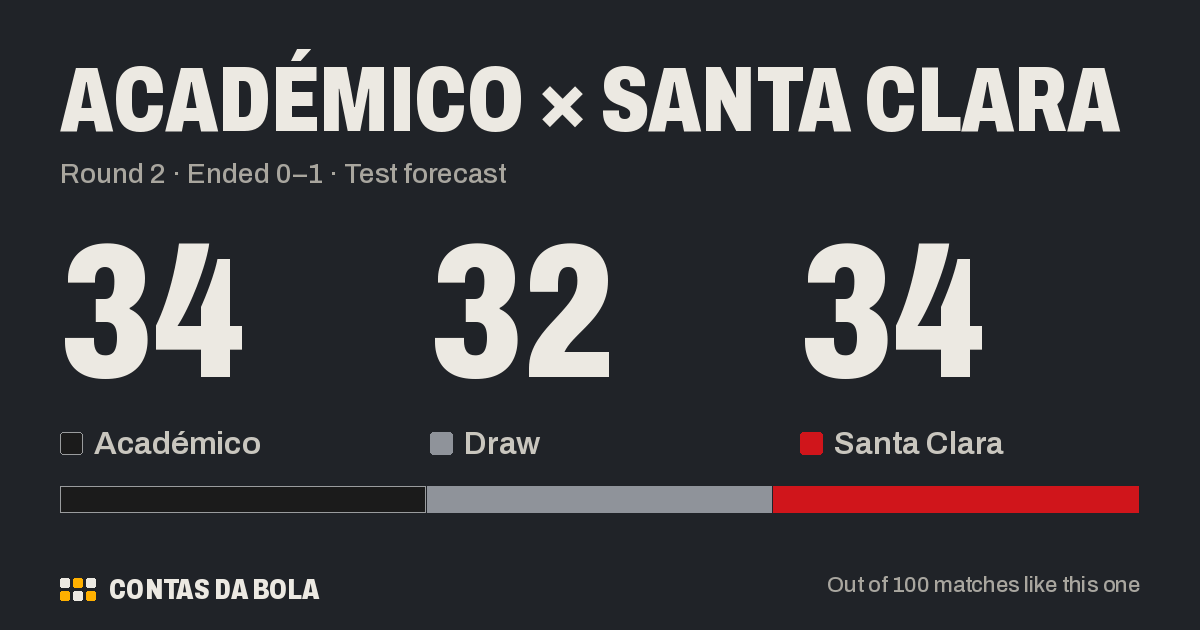 ACADÉMICO × SANTA CLARA
Round 2 · Ended 0–1 · Test forecast
34 32 34
Académico Draw Santa Clara
CONTAS DA BOLA
Out of 100 matches like this one